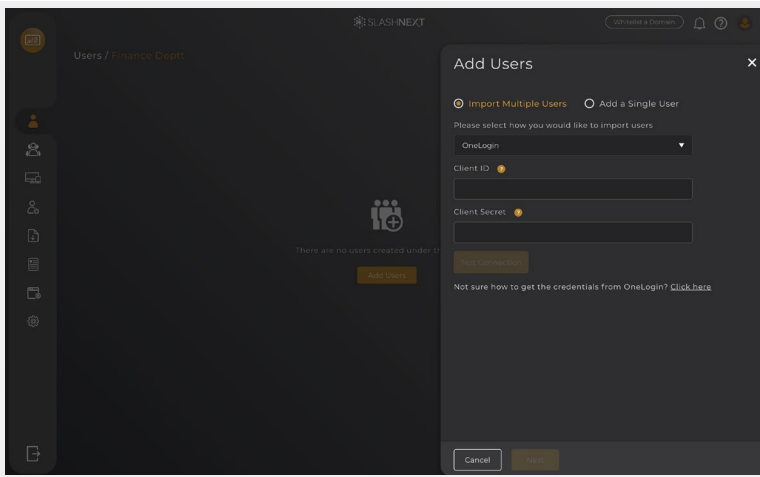 SLASHNEXT
Whitelist a Domain
Users / Finance Deptt
Add Users
Import Multiple Users
Add a Single User
Please select how you would like to import users
OneLogin
Client ID
Client Secret
There are no users created under th
Test Connection
Add Users
Not sure how to get the credentials from OneLogin? Click here
Cancel
Next